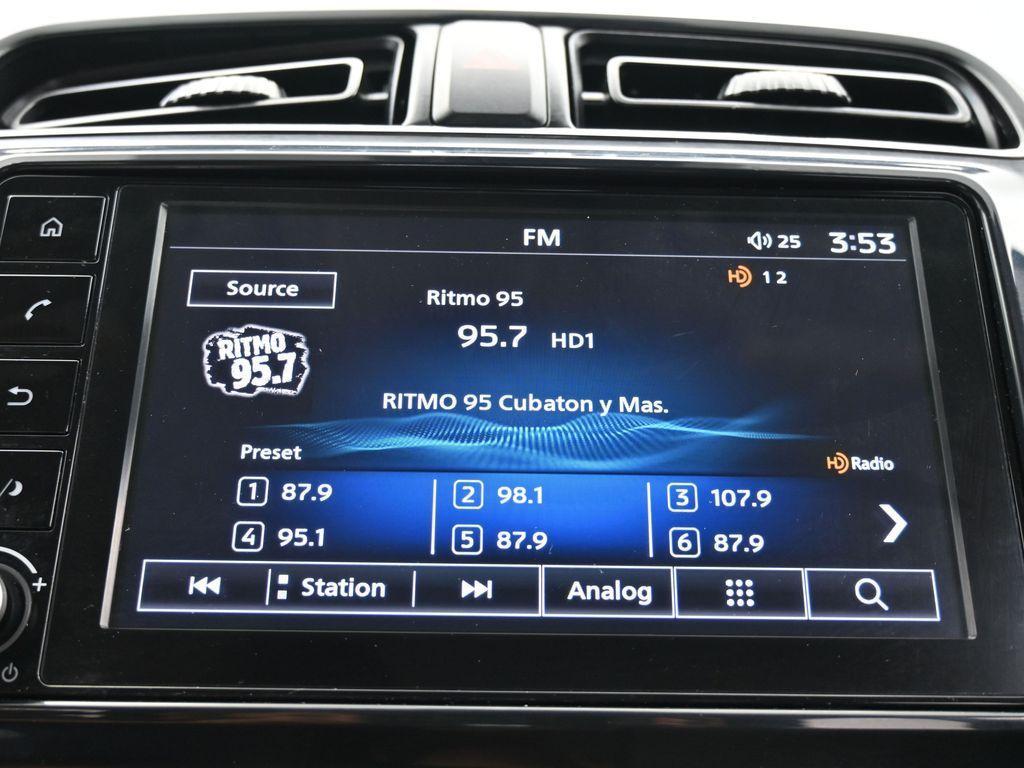 FM
25
3:53
Source
HD 1 2
Ritmo 95
95.7 HD1
RITMO
95.7
RITMO 95 Cubaton y Mas.
Preset
HD Radio
1 87.9
2 98.1
3 107.9
4 95.1
5 87.9
6 87.9
Station
Analog
+